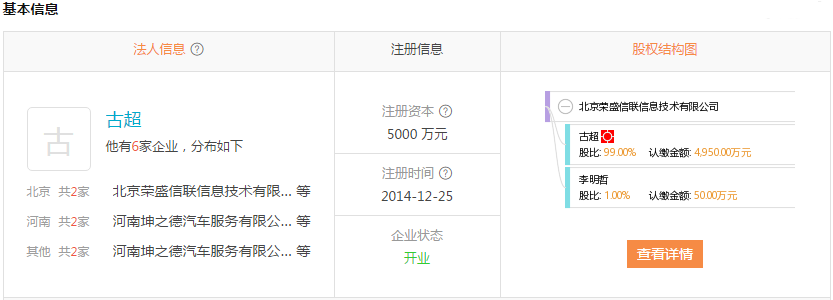 基本信息
法人信息 ?
注册信息
股权结构图
古
古超
他有6家企业，分布如下
北京 共2家 北京荣盛信联信息技术有限... 等
河南 共2家 河南坤之德汽车服务有限公... 等
其他 共2家 河南坤之德汽车服务有限公... 等
注册资本 ?
5000 万元
注册时间 ?
2014-12-25
企业状态
开业
北京荣盛信联信息技术有限公司
古超
股比: 99.00% 认缴金额: 4,950.00万元
李明哲
股比: 1.00% 认缴金额: 50.00万元
查看详情